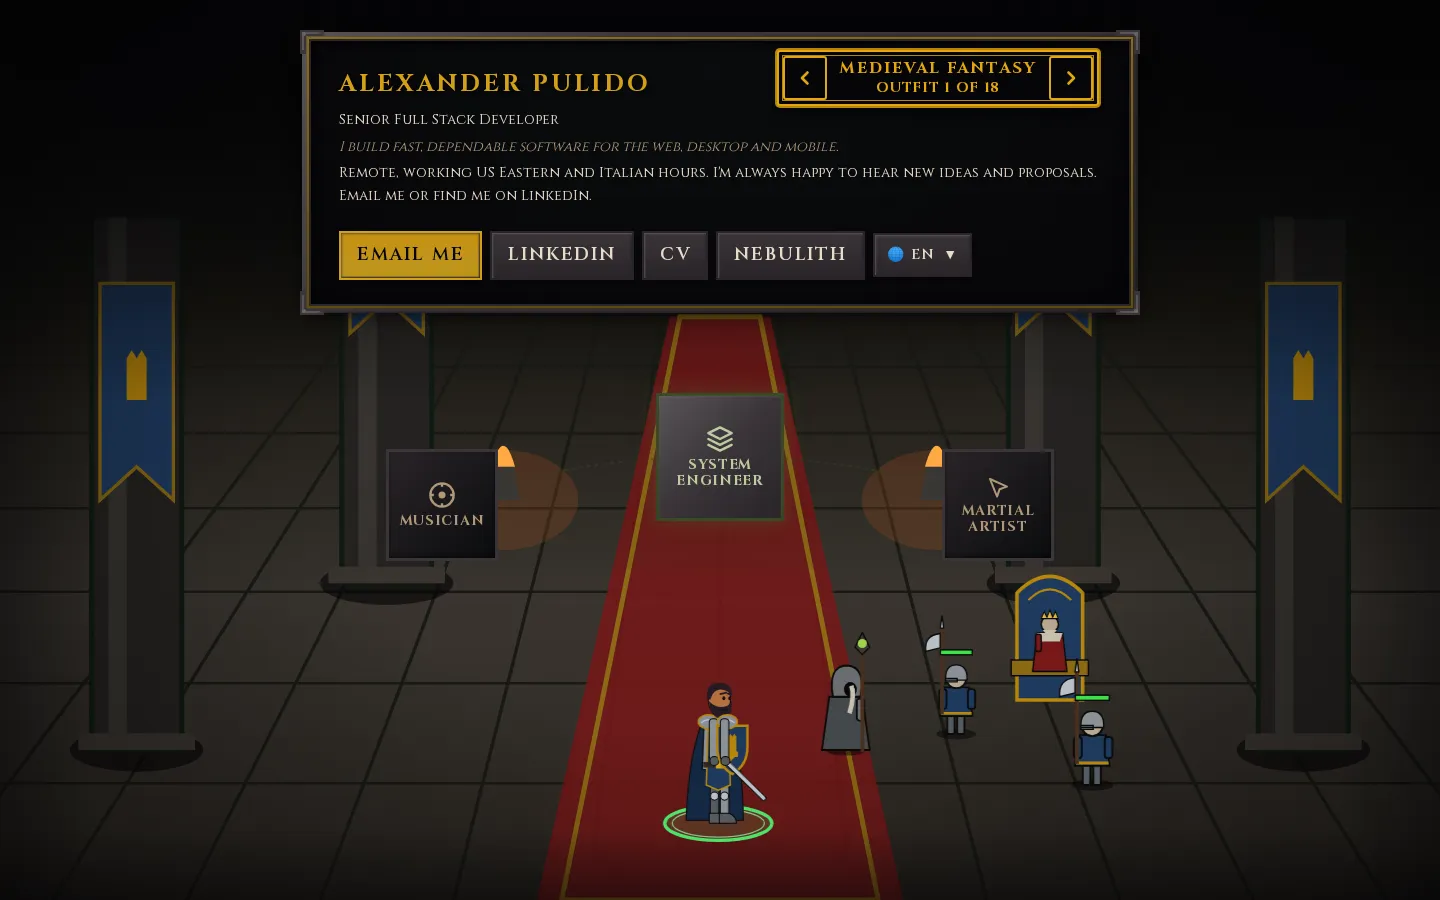 ALEXANDER PULIDO
MEDIEVAL FANTASY
OUTFIT 1 OF 18
SENIOR FULL STACK DEVELOPER
I BUILD FAST, DEPENDABLE SOFTWARE FOR THE WEB, DESKTOP AND MOBILE.
REMOTE, WORKING US EASTERN AND ITALIAN HOURS. I'M ALWAYS HAPPY TO HEAR NEW IDEAS AND PROPOSALS.
EMAIL ME OR FIND ME ON LINKEDIN.
EMAIL ME
LINKEDIN
CV
NEBULITH
EN
SYSTEM
ENGINEER
MUSICIAN
MARTIAL
ARTIST